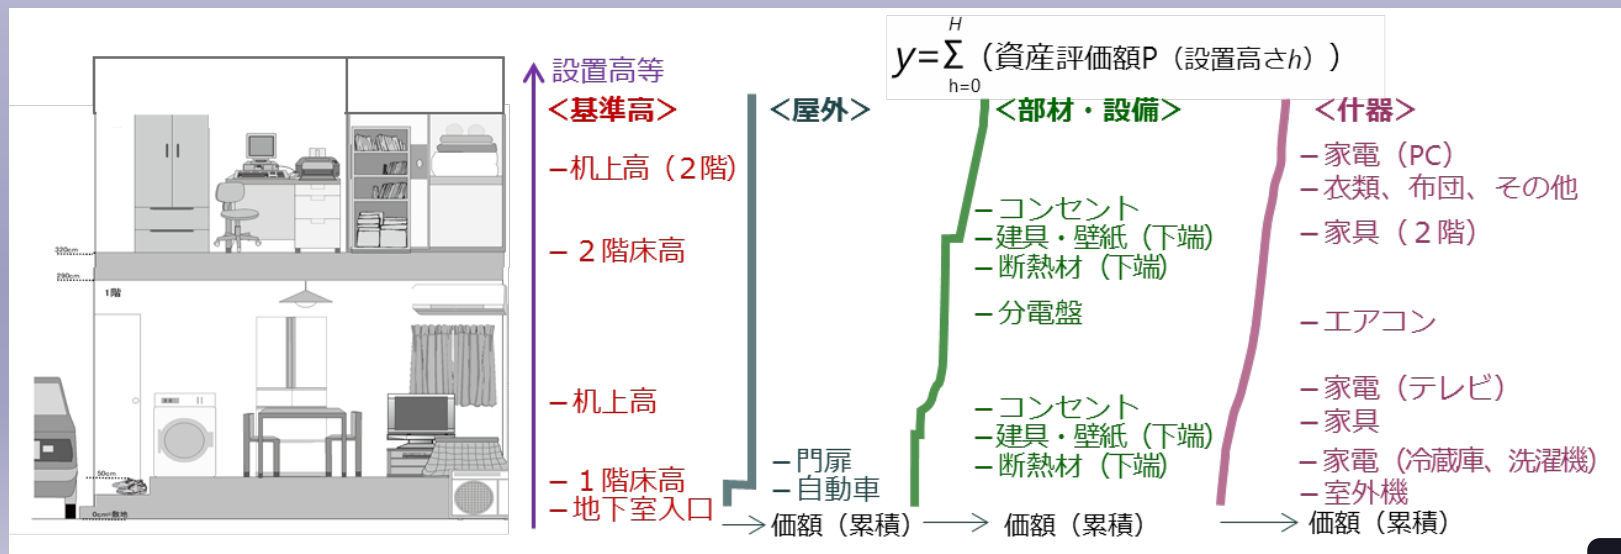 y=Σ（資産評価額P（設置高さh））
H
h=0
設置高等
＜基準高＞
－机上高（２階）
－２階床高
－机上高
－１階床高
－地下室入口
＜屋外＞
－門扉
－自動車
→価額（累積）
＜部材・設備＞
－コンセント
－建具・壁紙（下端）
－断熱材（下端）
－分電盤
－コンセント
－建具・壁紙（下端）
－断熱材（下端）
→価額（累積）
＜什器＞
－家電（PC）
－衣類、布団、その他
－家具（２階）
－エアコン
－家電（テレビ）
－家具
－家電（冷蔵庫、洗濯機）
－室外機
→価額（累積）
320cm
290cm
1階
50cm
0cm=敷地